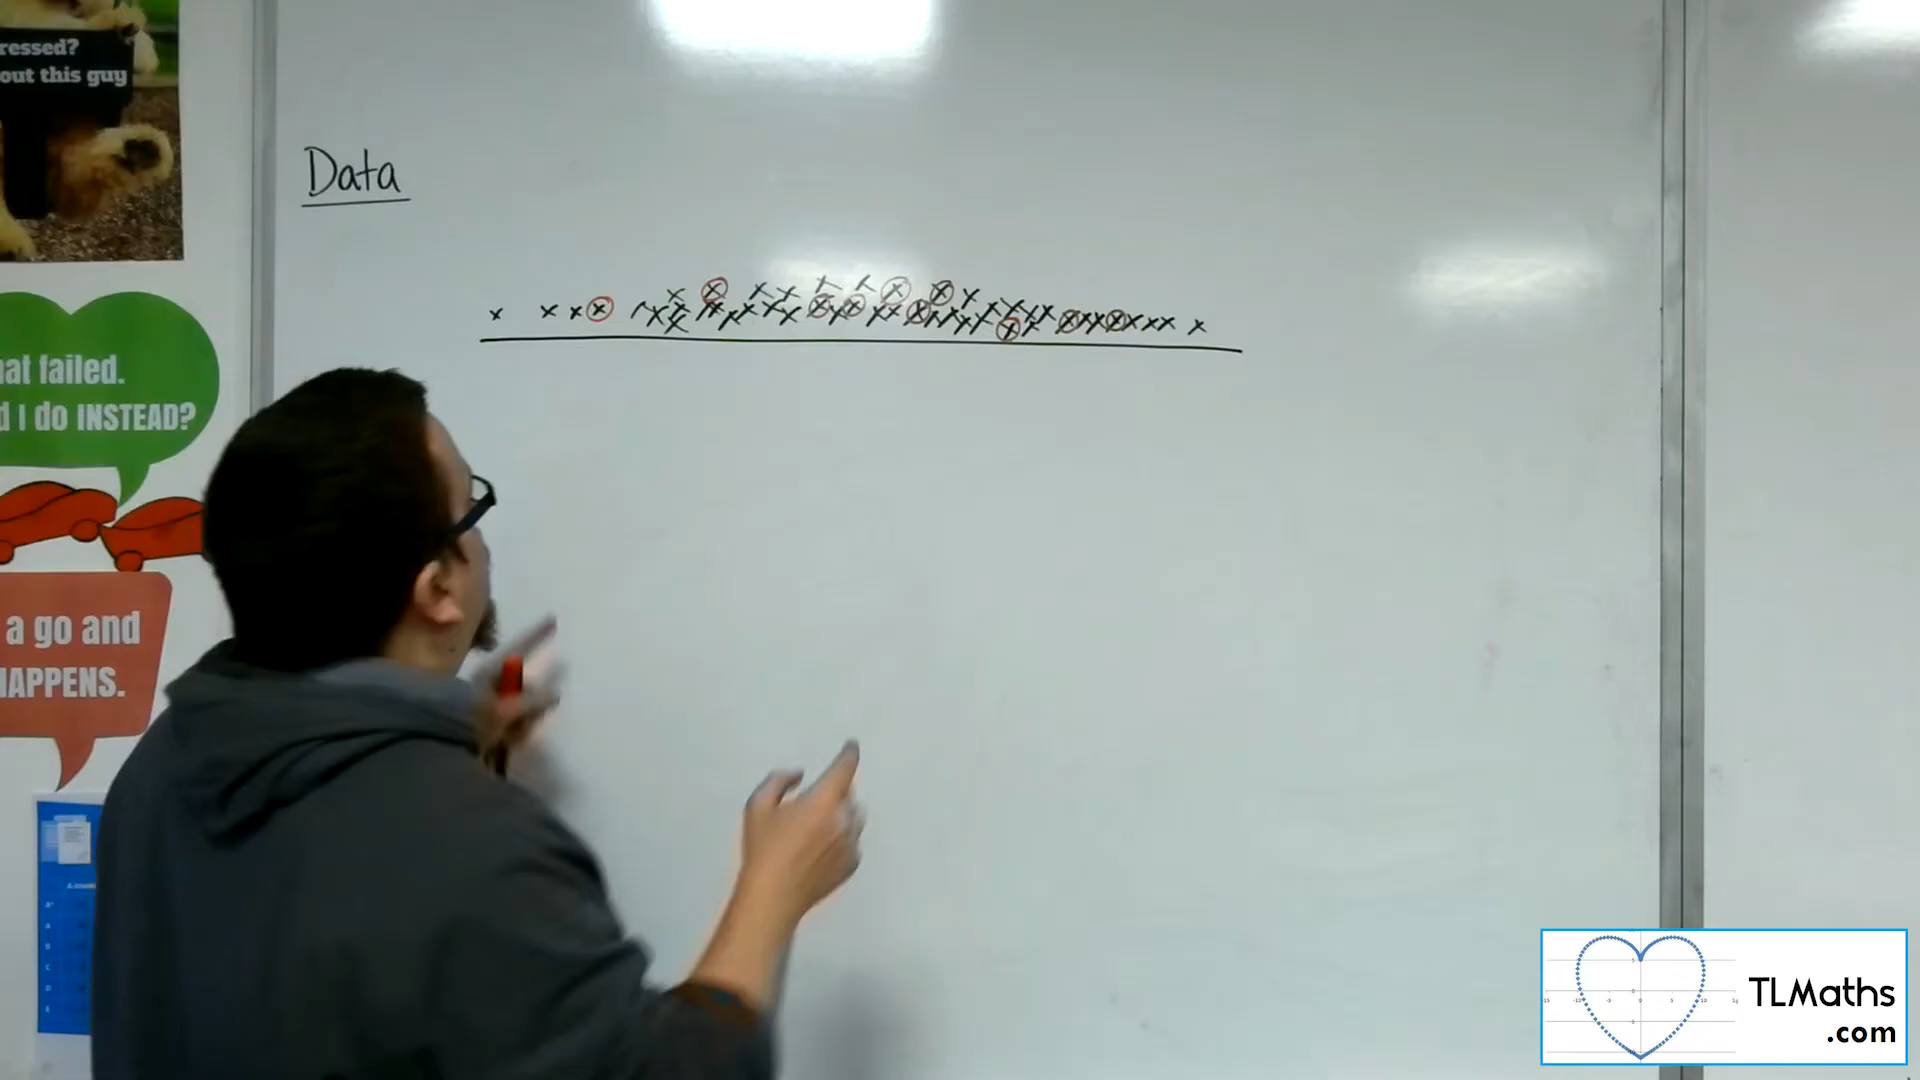 ressed?
out this guy
Data
at failed.
d I do INSTEAD?
a go and
HAPPENS.
A
B
C
D
E
TLMaths
.com